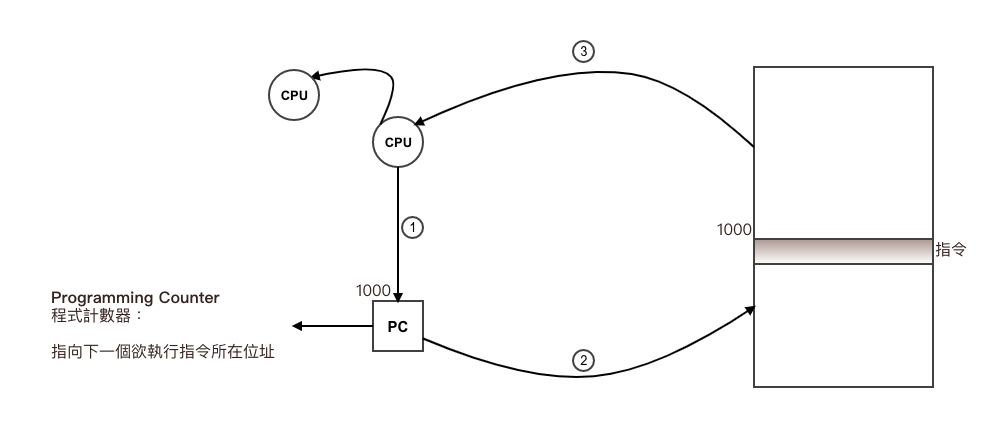 ③
CPU
CPU
①
1000
指令
1000
Programming Counter
程式計數器：
PC
指向下一個欲執行指令所在位址
②